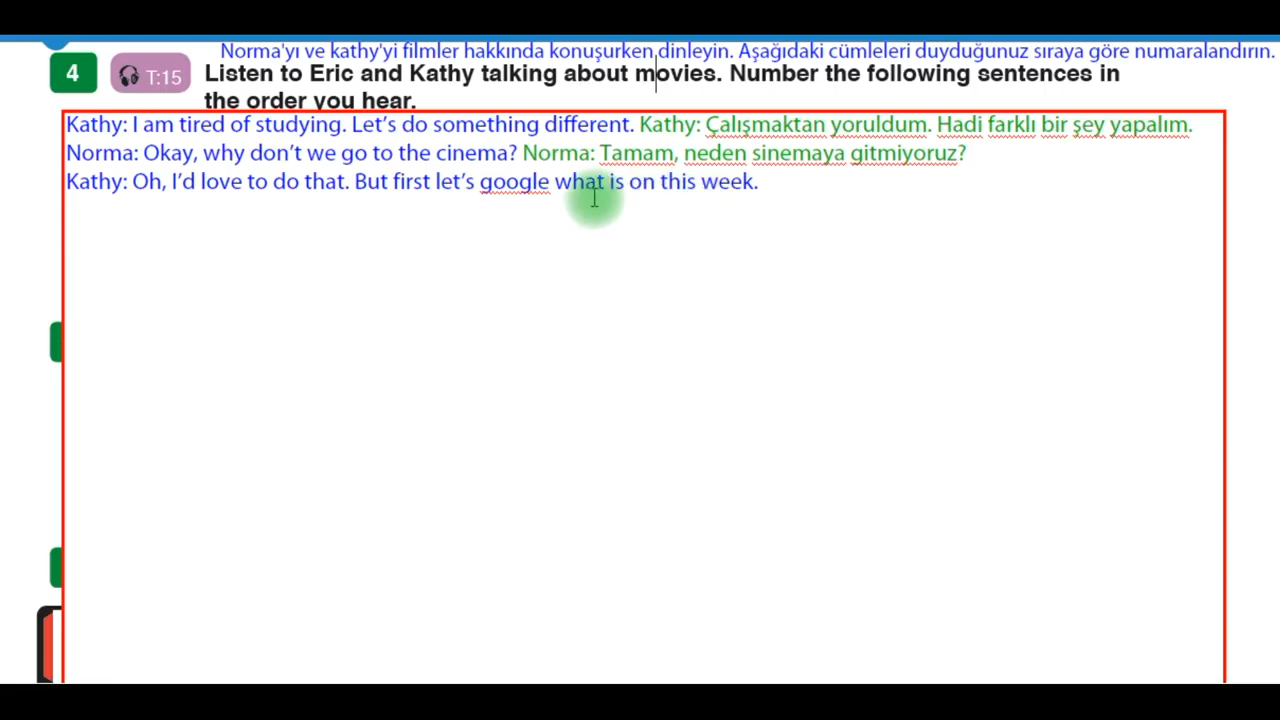 Norma'yı ve kathy'yi filmler hakkında konuşurken dinleyin. Aşağıdaki cümleleri duyduğunuz sıraya göre numaralandırın.
4 T:15 Listen to Eric and Kathy talking about movies. Number the following sentences in
the order you hear.
Kathy: I am tired of studying. Let's do something different. Kathy: Çalışmaktan yoruldum. Hadi farklı bir şey yapalım.
Norma: Okay, why don't we go to the cinema? Norma: Tamam, neden sinemaya gitmiyoruz?
Kathy: Oh, I'd love to do that. But first let's google what is on this week.